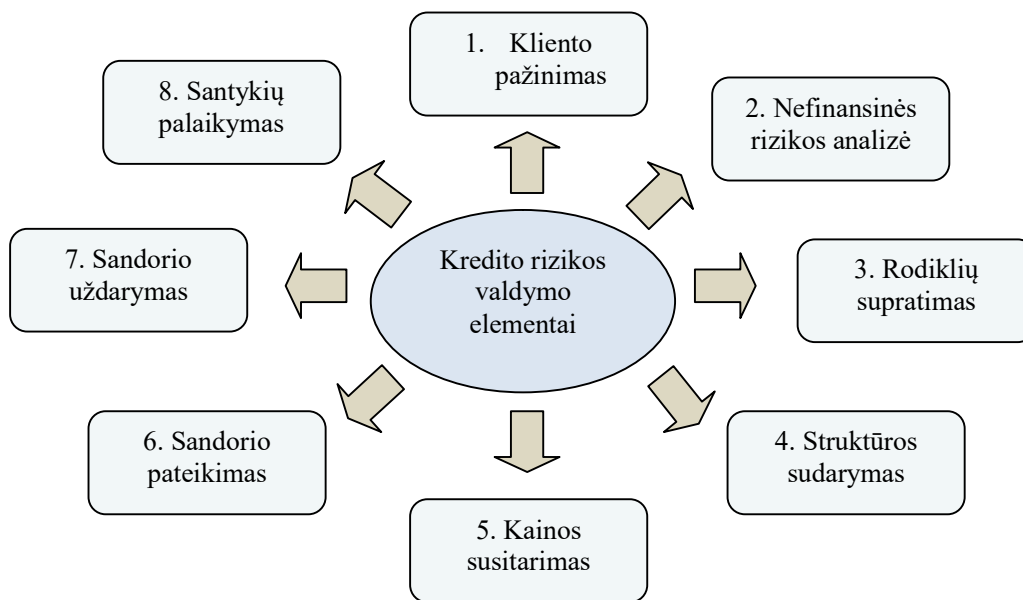 1. Kliento
pažinimas
2. Nefinansinės
rizikos analizė
3. Rodiklių
supratimas
4. Struktūros
sudarymas
5. Kainos
susitarimas
6. Sandorio
pateikimas
7. Sandorio
uždarymas
8. Santykių
palaikymas
Kredito rizikos
valdymo
elementai